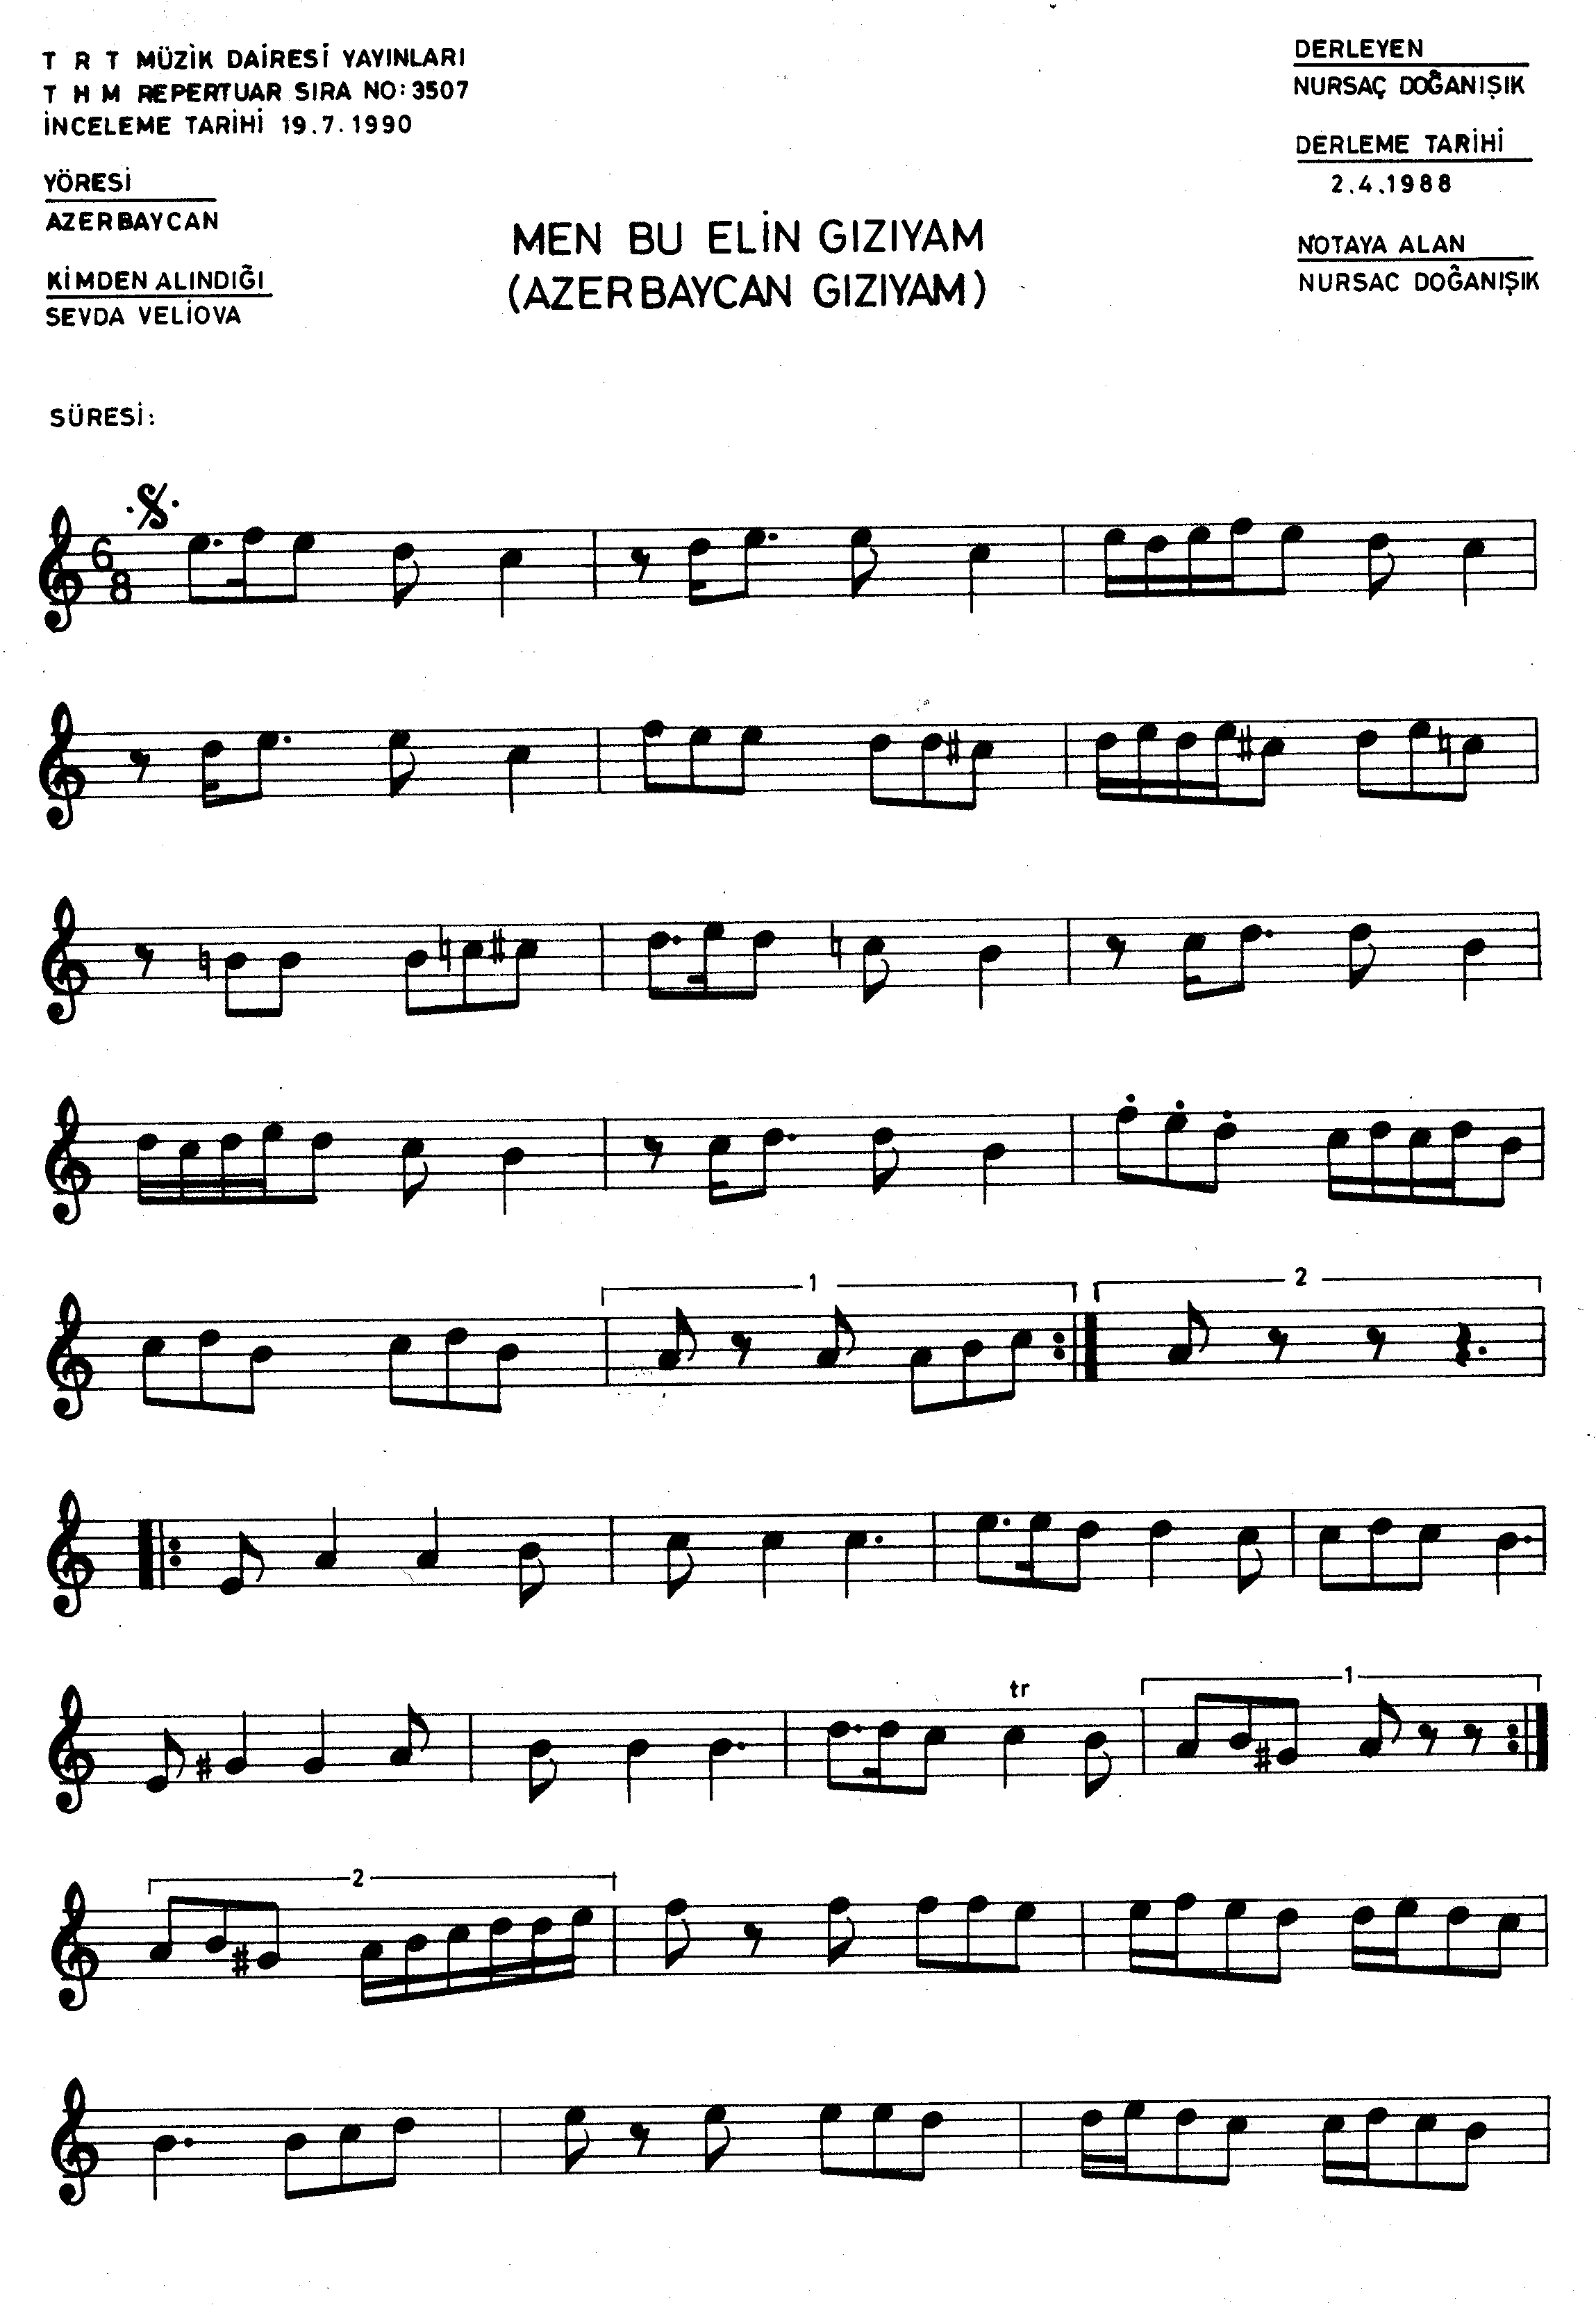 T R T MÜZİK DAİRESİ YAYINLARI
T H M REPERTUAR SIRA NO: 3507
İNCELEME TARİHİ 19.7.1990
YÖRESİ
AZERBAYCAN
KİMDEN ALINDIĞI
SEVDA VELİOVA
DERLEYEN
NURSAÇ DOĞANIŞIK
DERLEME TARİHİ
2.4.1988
NOTAYA ALAN
NURSAC DOĞANIŞIK
MEN BU ELİN GIZIYAM
(AZERBAYCAN GIZIYAM)
SÜRESİ:
6
8
1
2
tr
1
2